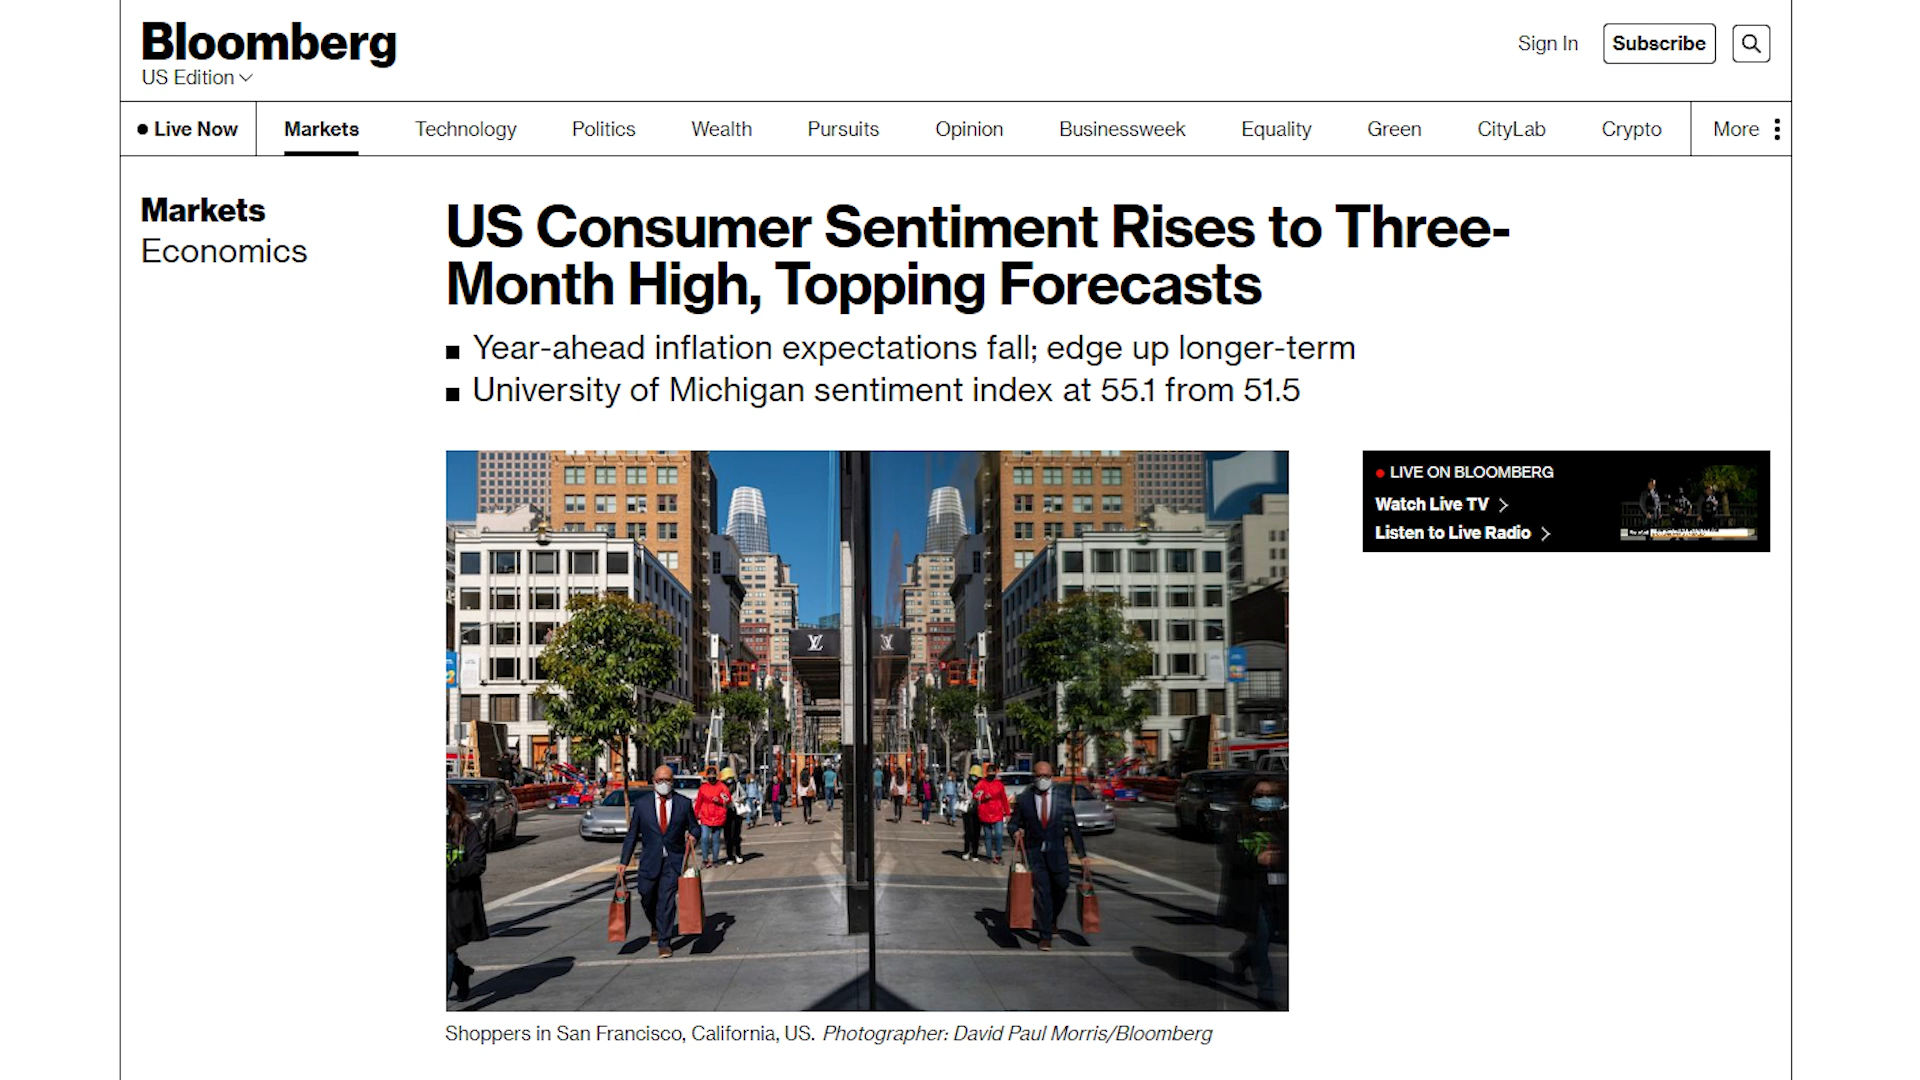 Bloomberg
US Edition
Sign In
Subscribe
Live Now
Markets
Technology
Politics
Wealth
Pursuits
Opinion
Businessweek
Equality
Green
CityLab
Crypto
More
Markets
Economics
US Consumer Sentiment Rises to Three-
Month High, Topping Forecasts
Year-ahead inflation expectations fall; edge up longer-term
University of Michigan sentiment index at 55.1 from 51.5
LIVE ON BLOOMBERG
Watch Live TV
Listen to Live Radio
Shoppers in San Francisco, California, US. Photographer: David Paul Morris/Bloomberg